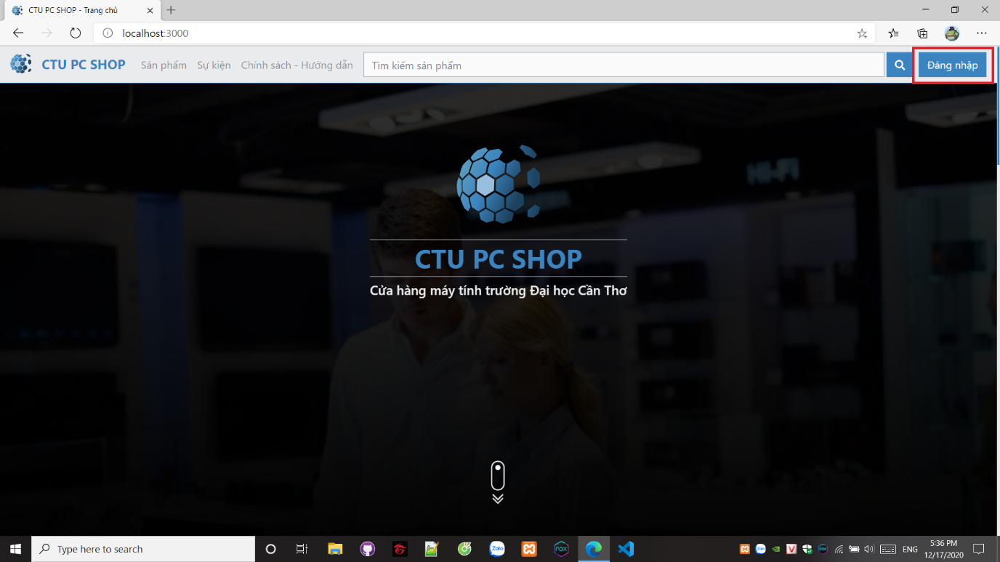 CTU PC SHOP - Trang chủ
localhost:3000
CTU PC SHOP Sản phẩm Sự kiện Chính sách - Hướng dẫn Tìm kiếm sản phẩm Đăng nhập
HI-FI
CTU PC SHOP
Cửa hàng máy tính trường Đại học Cần Thơ
Type here to search
Zalo
nox
ENG
5:36 PM
12/17/2020